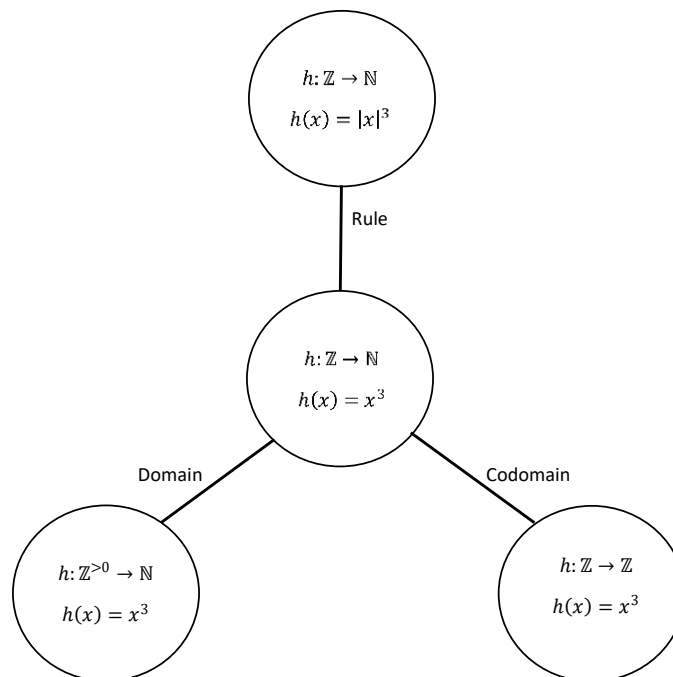 h: ℤ → ℕ
h(x) = |x|³
Rule
h: ℤ → ℕ
h(x) = x³
Domain
Codomain
h: ℤ^{>0} → ℕ
h(x) = x³
h: ℤ → ℤ
h(x) = x³